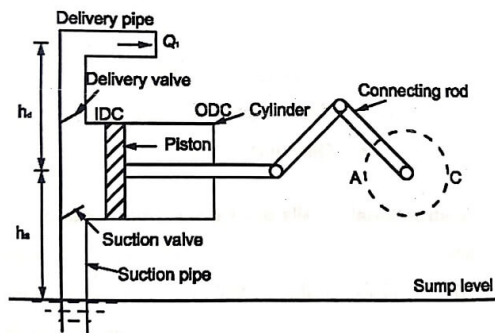 Delivery pipe
Q₁
Delivery valve
h_d
IDC
ODC
Cylinder
Connecting rod
Piston
A
C
h_s
Suction valve
Suction pipe
Sump level